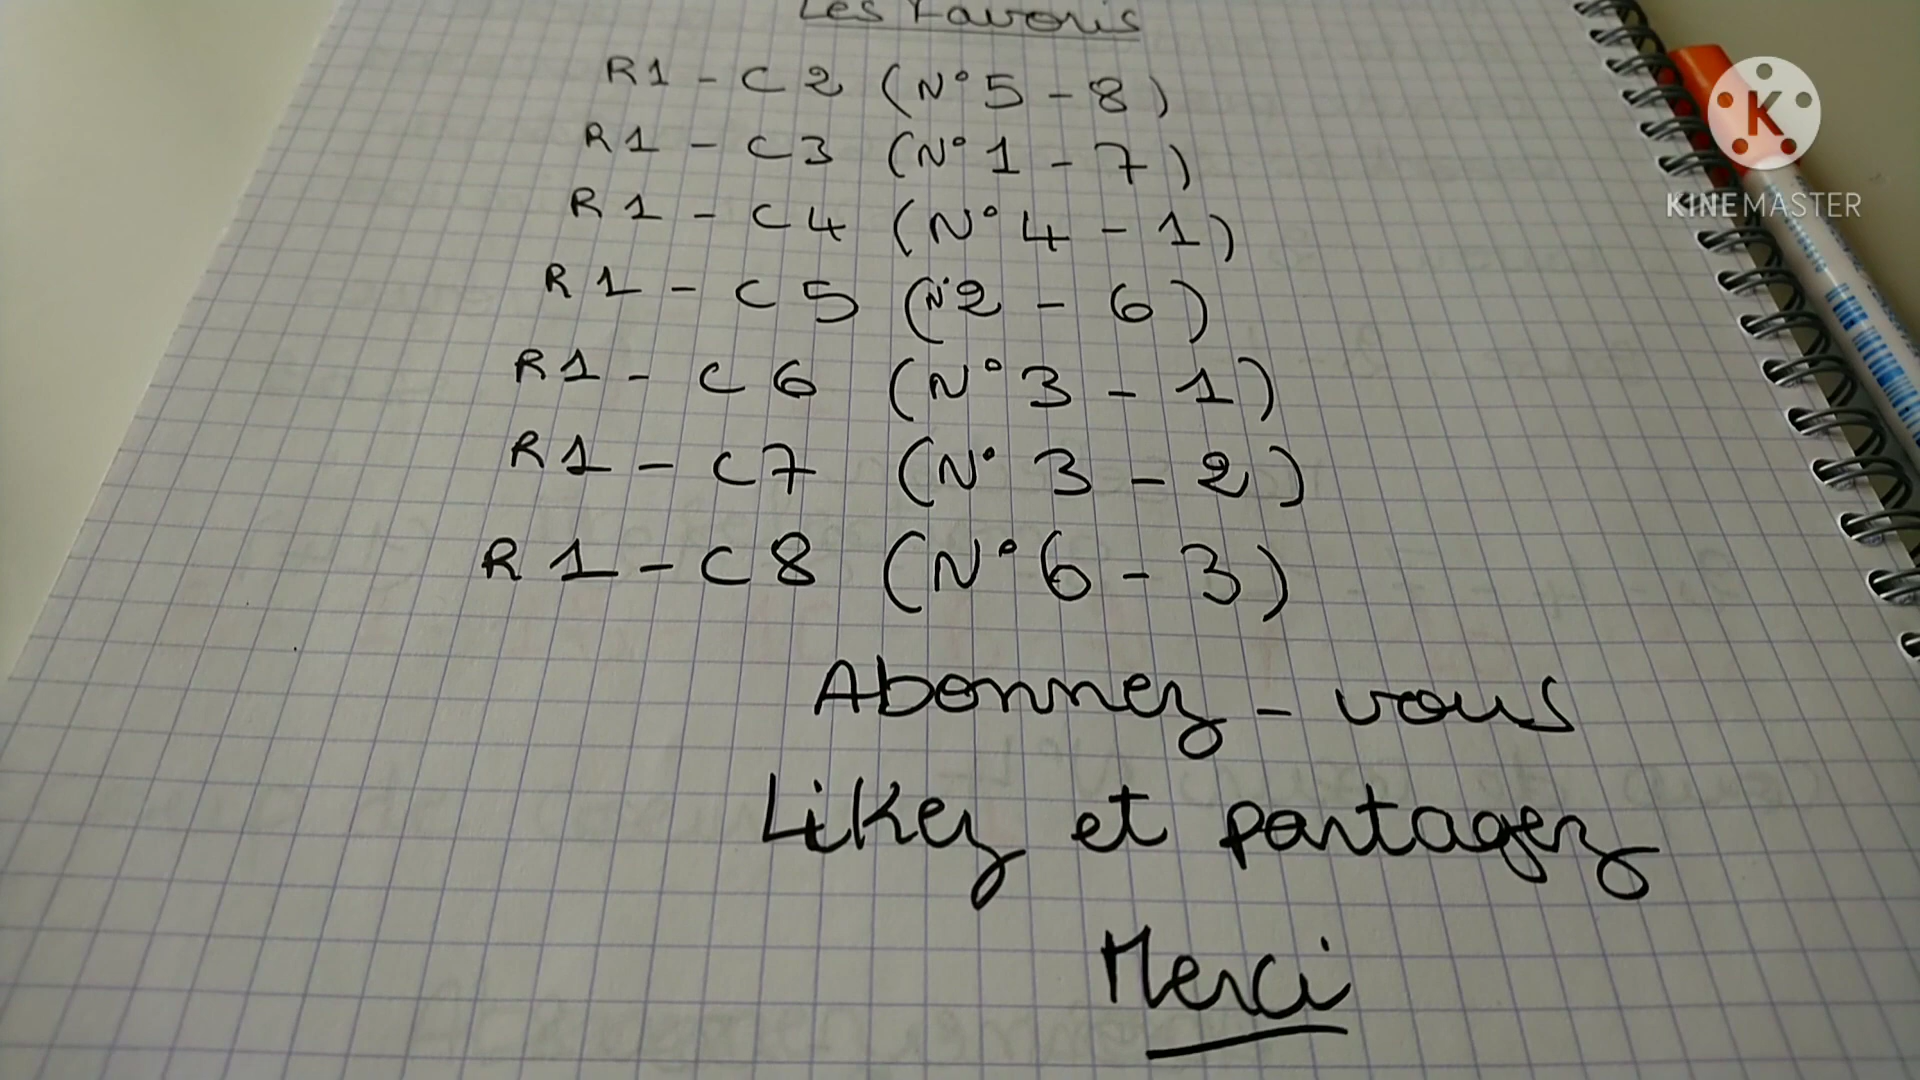 Les Favoris
R1 - C2 (N° 5 - 8)
R1 - C3 (N° 1 - 7)
R1 - C4 (N° 4 - 1)
R1 - C5 (N° 2 - 6)
R1 - C6 (N° 3 - 1)
R1 - C7 (N° 3 - 2)
R1 - C8 (N° 6 - 3)
Abonnez - vous
Likez et partagez
Merci
K
KINEMASTER